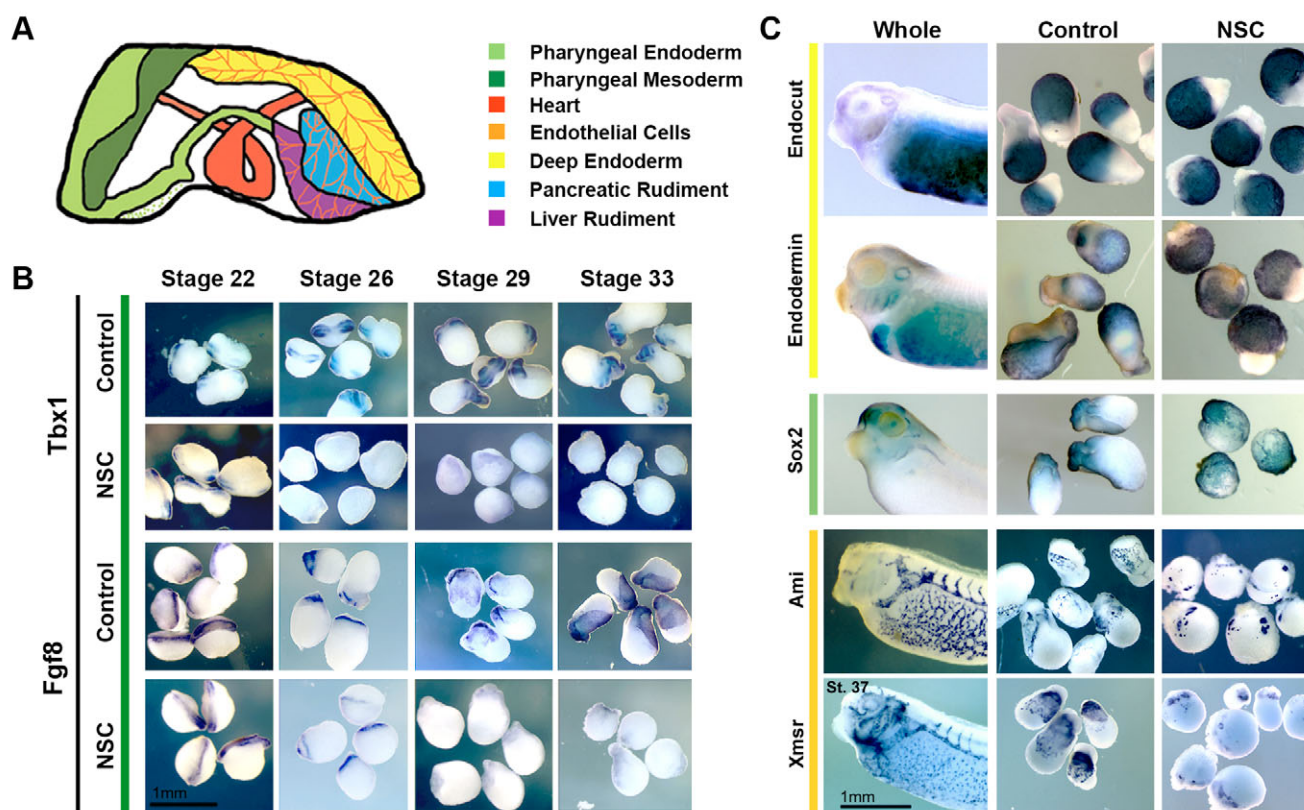 A
Pharyngeal Endoderm
Pharyngeal Mesoderm
Heart
Endothelial Cells
Deep Endoderm
Pancreatic Rudiment
Liver Rudiment
B
Stage 22 Stage 26 Stage 29 Stage 33
Tbx1
Control
NSC
Fgf8
Control
NSC
1mm
C
Whole Control NSC
Endocut
Endodermin
Sox2
Ami
Xmsr
St. 37
1mm